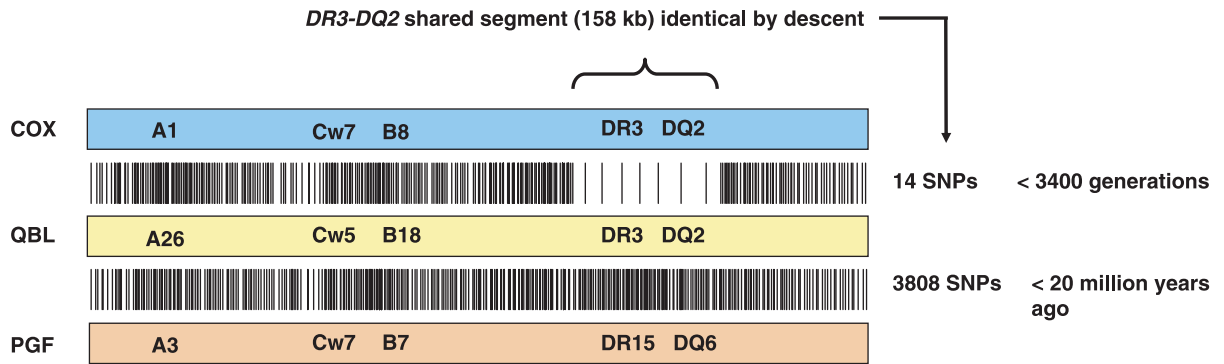 DR3-DQ2 shared segment (158 kb) identical by descent
COX A1 Cw7 B8 DR3 DQ2
14 SNPs < 3400 generations
QBL A26 Cw5 B18 DR3 DQ2
3808 SNPs < 20 million years
ago
PGF A3 Cw7 B7 DR15 DQ6